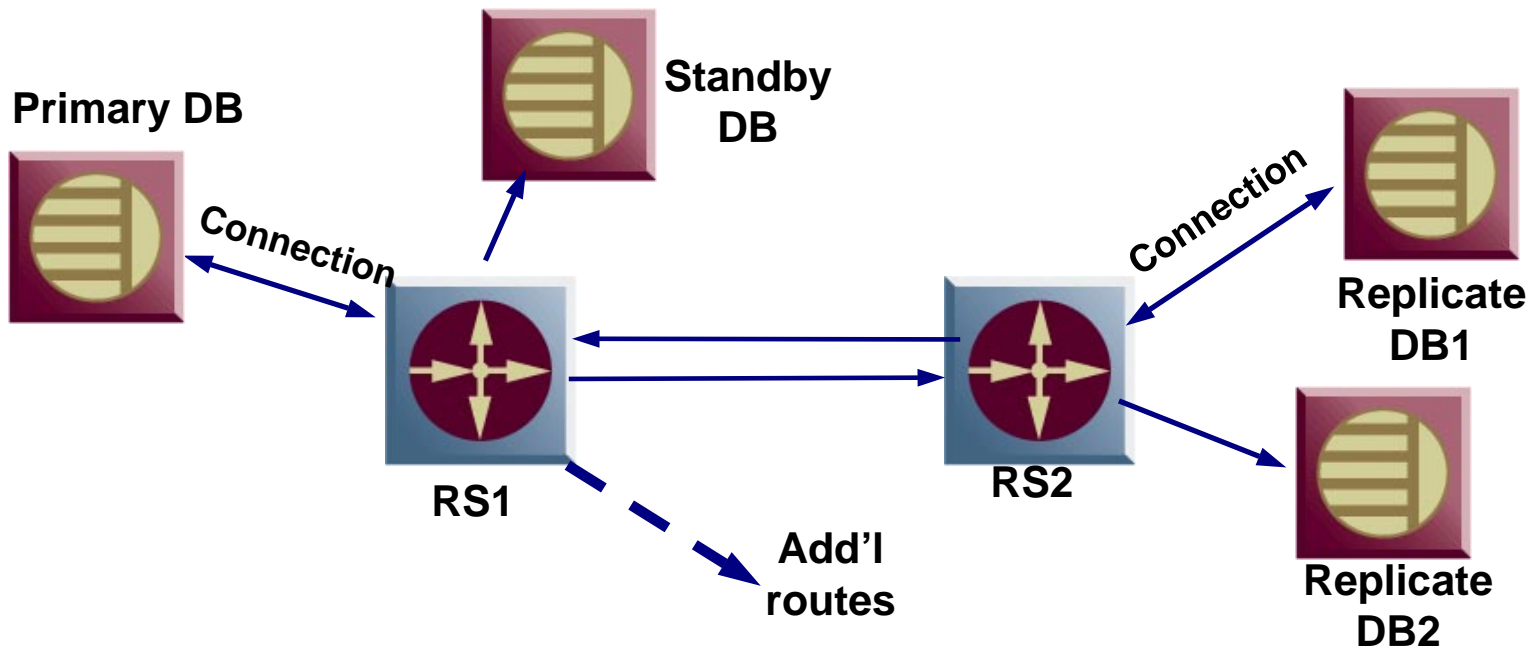 Primary DB
Standby
DB
Connection
Connection
Replicate
DB1
RS1
RS2
Add'l
routes
Replicate
DB2